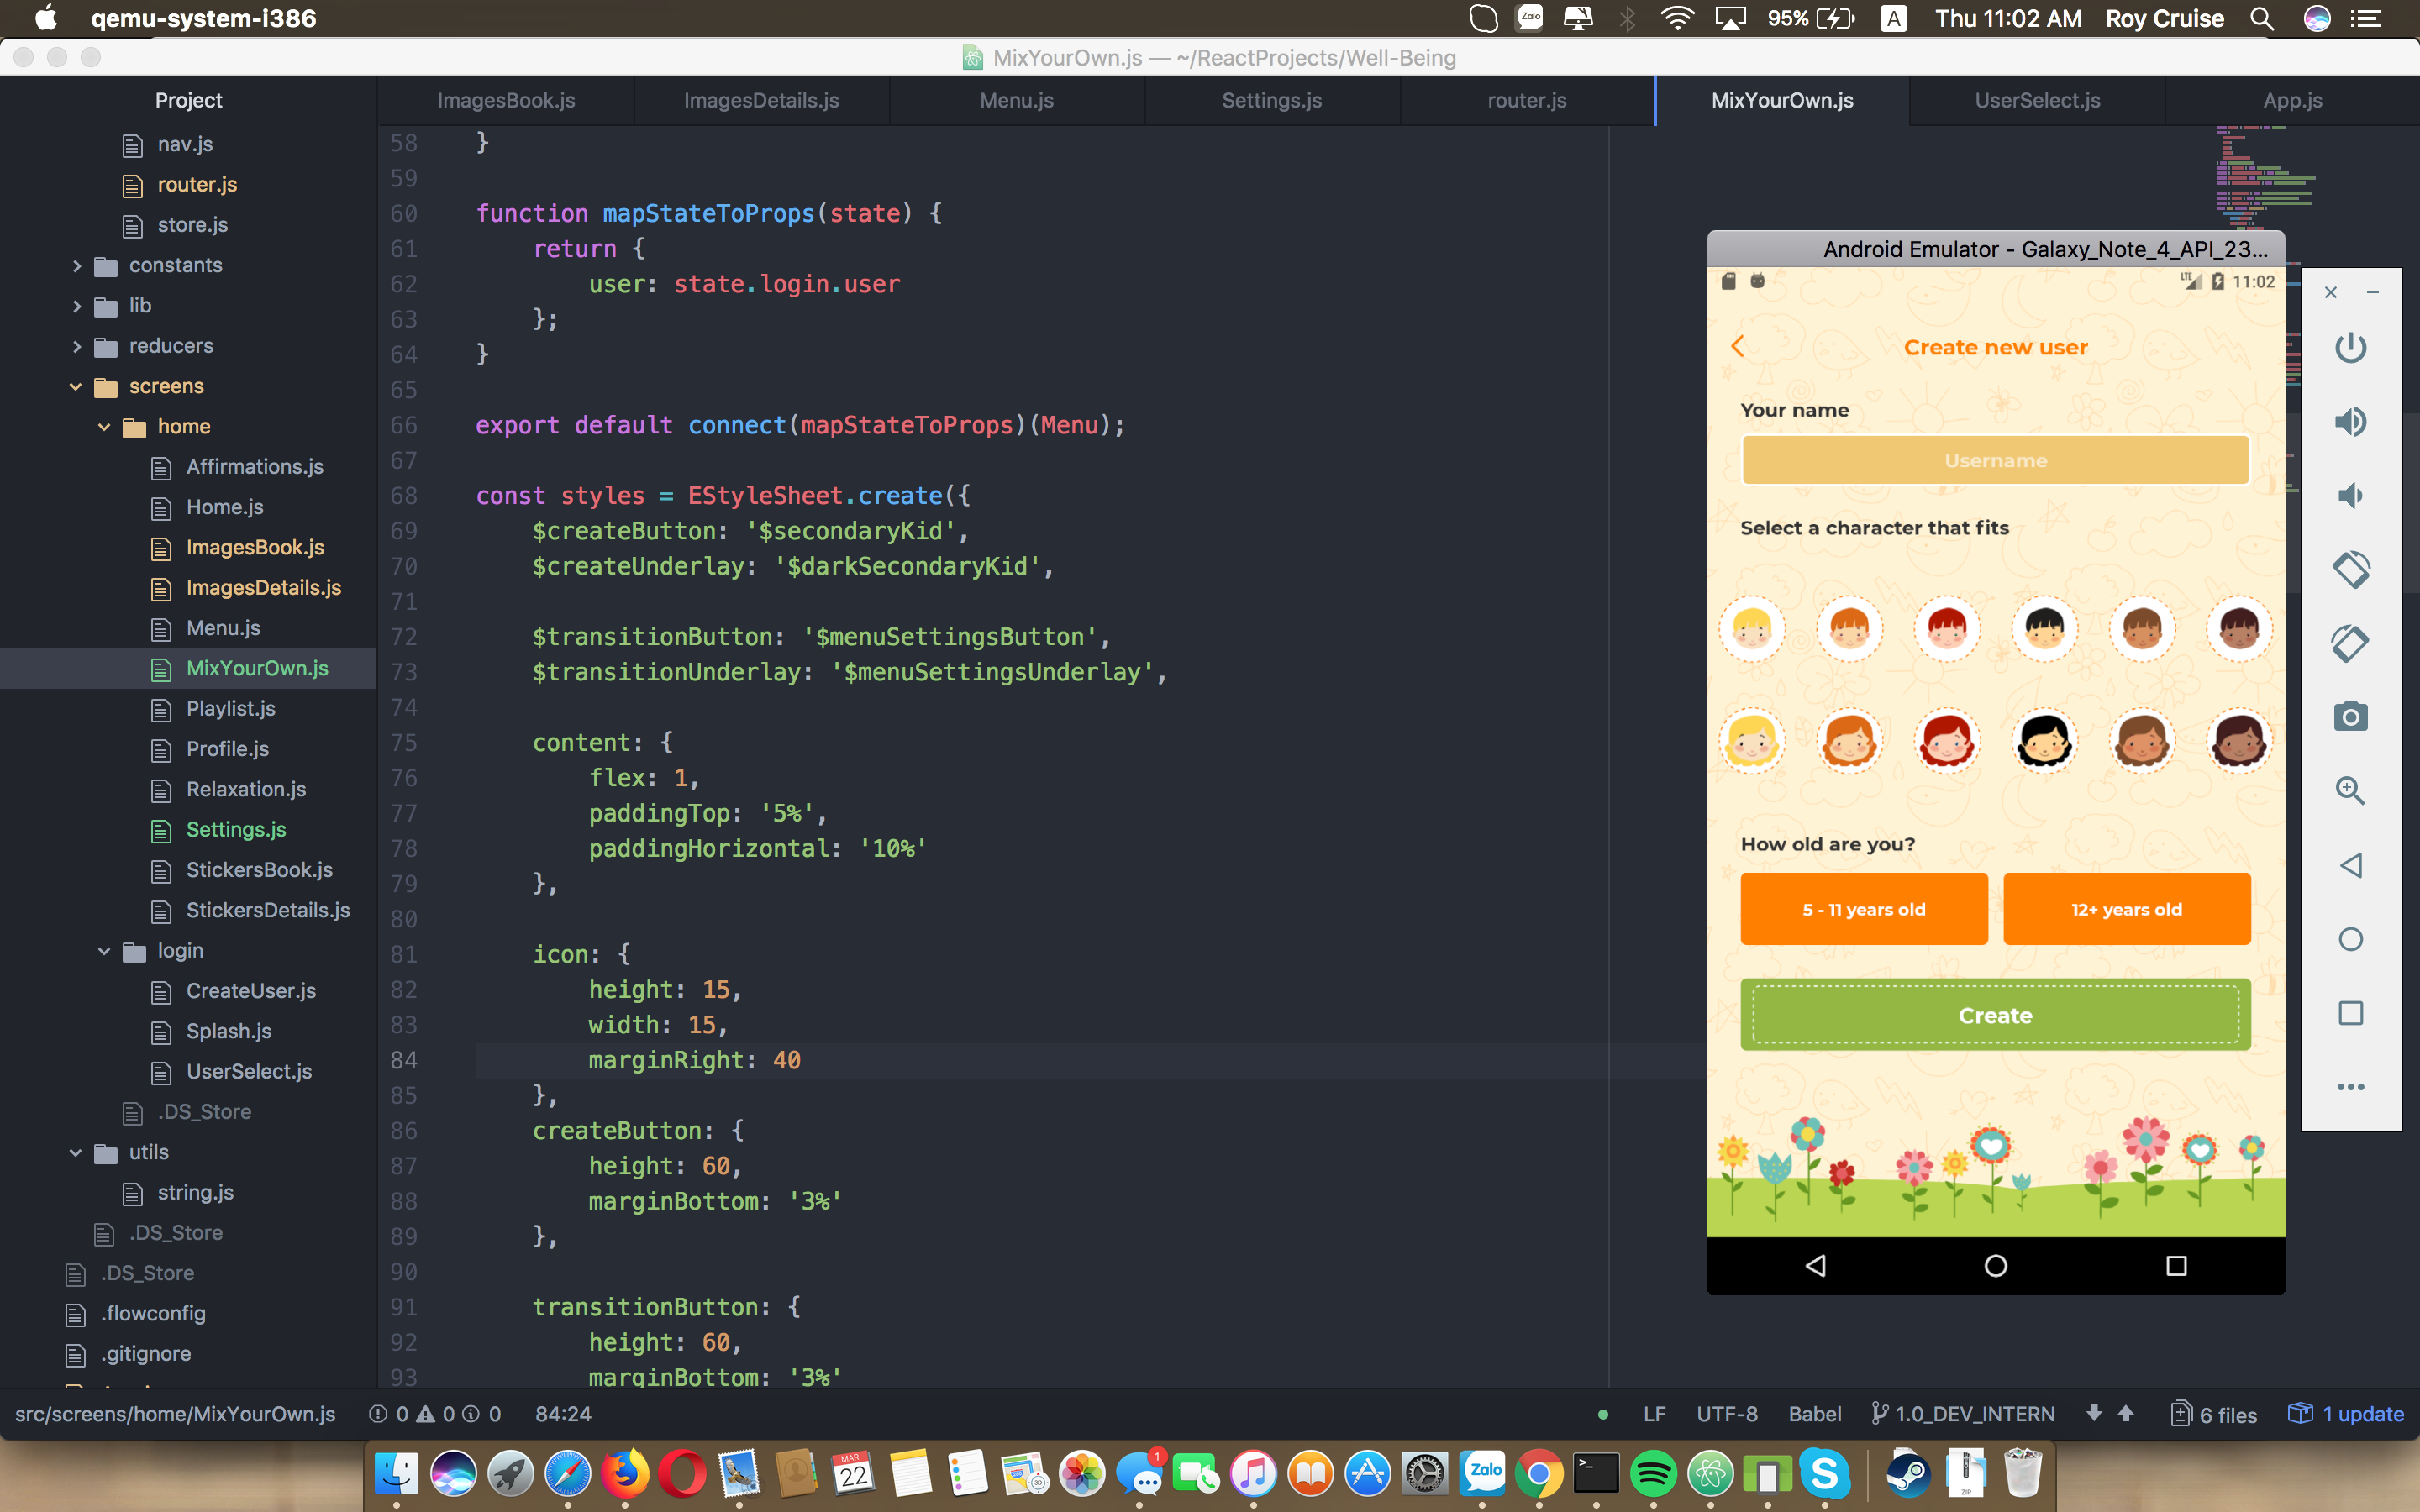 qemu-system-i386
Zalo
95%
A
Thu 11:02 AM
Roy Cruise
MixYourOwn.js — ~/ReactProjects/Well-Being
Project
ImagesBook.js
ImagesDetails.js
Menu.js
Settings.js
router.js
MixYourOwn.js
UserSelect.js
App.js
nav.js
router.js
store.js
constants
lib
reducers
screens
home
Affirmations.js
Home.js
ImagesBook.js
ImagesDetails.js
Menu.js
MixYourOwn.js
Playlist.js
Profile.js
Relaxation.js
Settings.js
StickersBook.js
StickersDetails.js
login
CreateUser.js
Splash.js
UserSelect.js
.DS_Store
utils
string.js
.DS_Store
.DS_Store
.flowconfig
.gitignore
58 }
59
60 function mapStateToProps(state) {
61 return {
62 user: state.login.user
63 };
64 }
65
66 export default connect(mapStateToProps)(Menu);
67
68 const styles = EStyleSheet.create({
69 $createButton: '$secondaryKid',
70 $createUnderlay: '$darkSecondaryKid',
71
72 $transitionButton: '$menuSettingsButton',
73 $transitionUnderlay: '$menuSettingsUnderlay',
74
75 content: {
76 flex: 1,
77 paddingTop: '5%',
78 paddingHorizontal: '10%'
79 },
80
81 icon: {
82 height: 15,
83 width: 15,
84 marginRight: 40
85 },
86 createButton: {
87 height: 60,
88 marginBottom: '3%'
89 },
90
91 transitionButton: {
92 height: 60,
93 marginBottom: '3%'
Android Emulator - Galaxy_Note_4_API_23...
LTE
11:02
Create new user
Your name
Username
Select a character that fits
How old are you?
5 - 11 years old
12+ years old
Create
src/screens/home/MixYourOwn.js
0
0
0
84:24
LF
UTF-8
Babel
1.0_DEV_INTERN
6 files
1 update
MAR
22
3D
1
Zalo
>_
S
ZIP